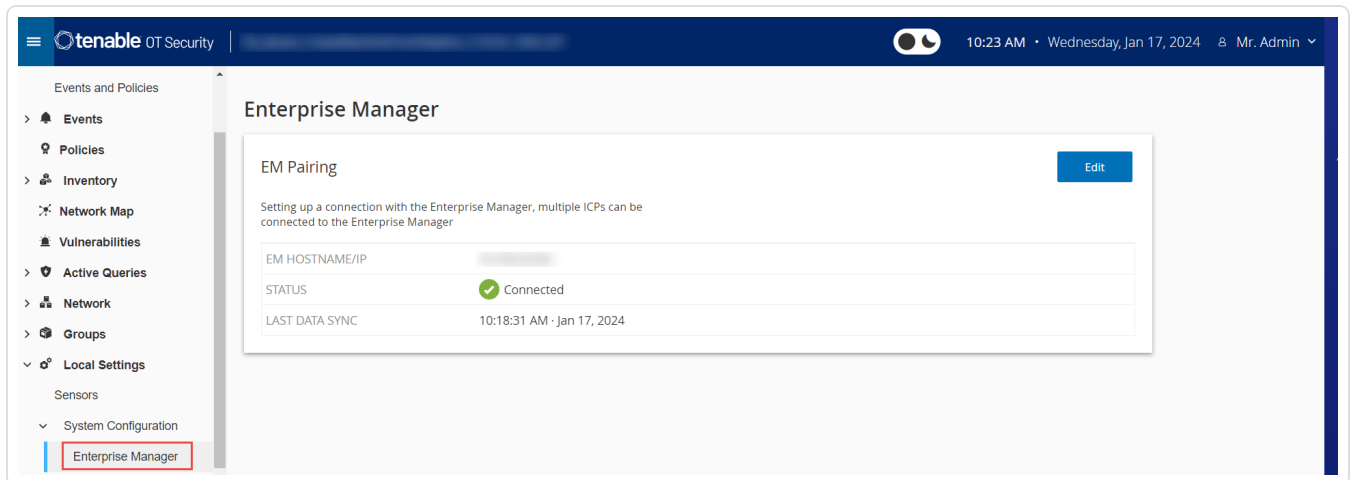 tenable OT Security
10:23 AM • Wednesday, Jan 17, 2024 Mr. Admin
Events and Policies
Events
Policies
Inventory
Network Map
Vulnerabilities
Active Queries
Network
Groups
Local Settings
Sensors
System Configuration
Enterprise Manager
Enterprise Manager
EM Pairing
Edit
Setting up a connection with the Enterprise Manager, multiple ICPs can be
connected to the Enterprise Manager
EM HOSTNAME/IP
STATUS Connected
LAST DATA SYNC 10:18:31 AM · Jan 17, 2024